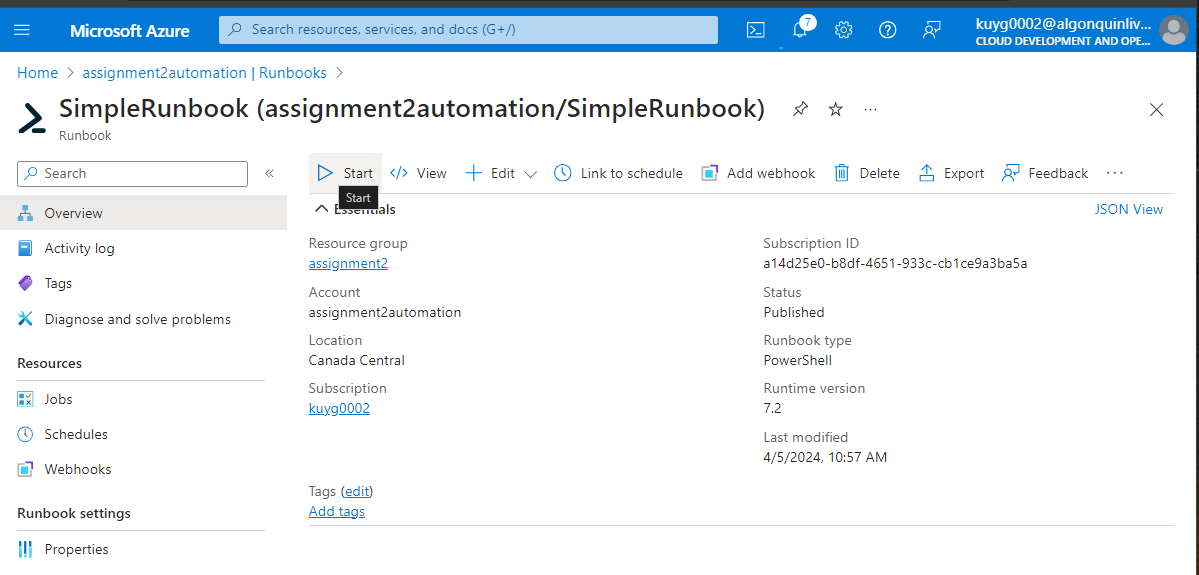 Microsoft Azure
Search resources, services, and docs (G+/)
7
kuyg0002@algonquinliv...
CLOUD DEVELOPMENT AND OPE...
Home > assignment2automation | Runbooks >
SimpleRunbook (assignment2automation/SimpleRunbook)
Runbook
Search
«
Start
View
Edit
Link to schedule
Add webhook
Delete
Export
Feedback
Start
Overview
Activity log
Tags
Diagnose and solve problems
Resources
Jobs
Schedules
Webhooks
Runbook settings
Properties
Essentials
JSON View
Resource group
assignment2
Account
assignment2automation
Location
Canada Central
Subscription
kuyg0002
Subscription ID
a14d25e0-b8df-4651-933c-cb1ce9a3ba5a
Status
Published
Runbook type
PowerShell
Runtime version
7.2
Last modified
4/5/2024, 10:57 AM
Tags (edit)
Add tags